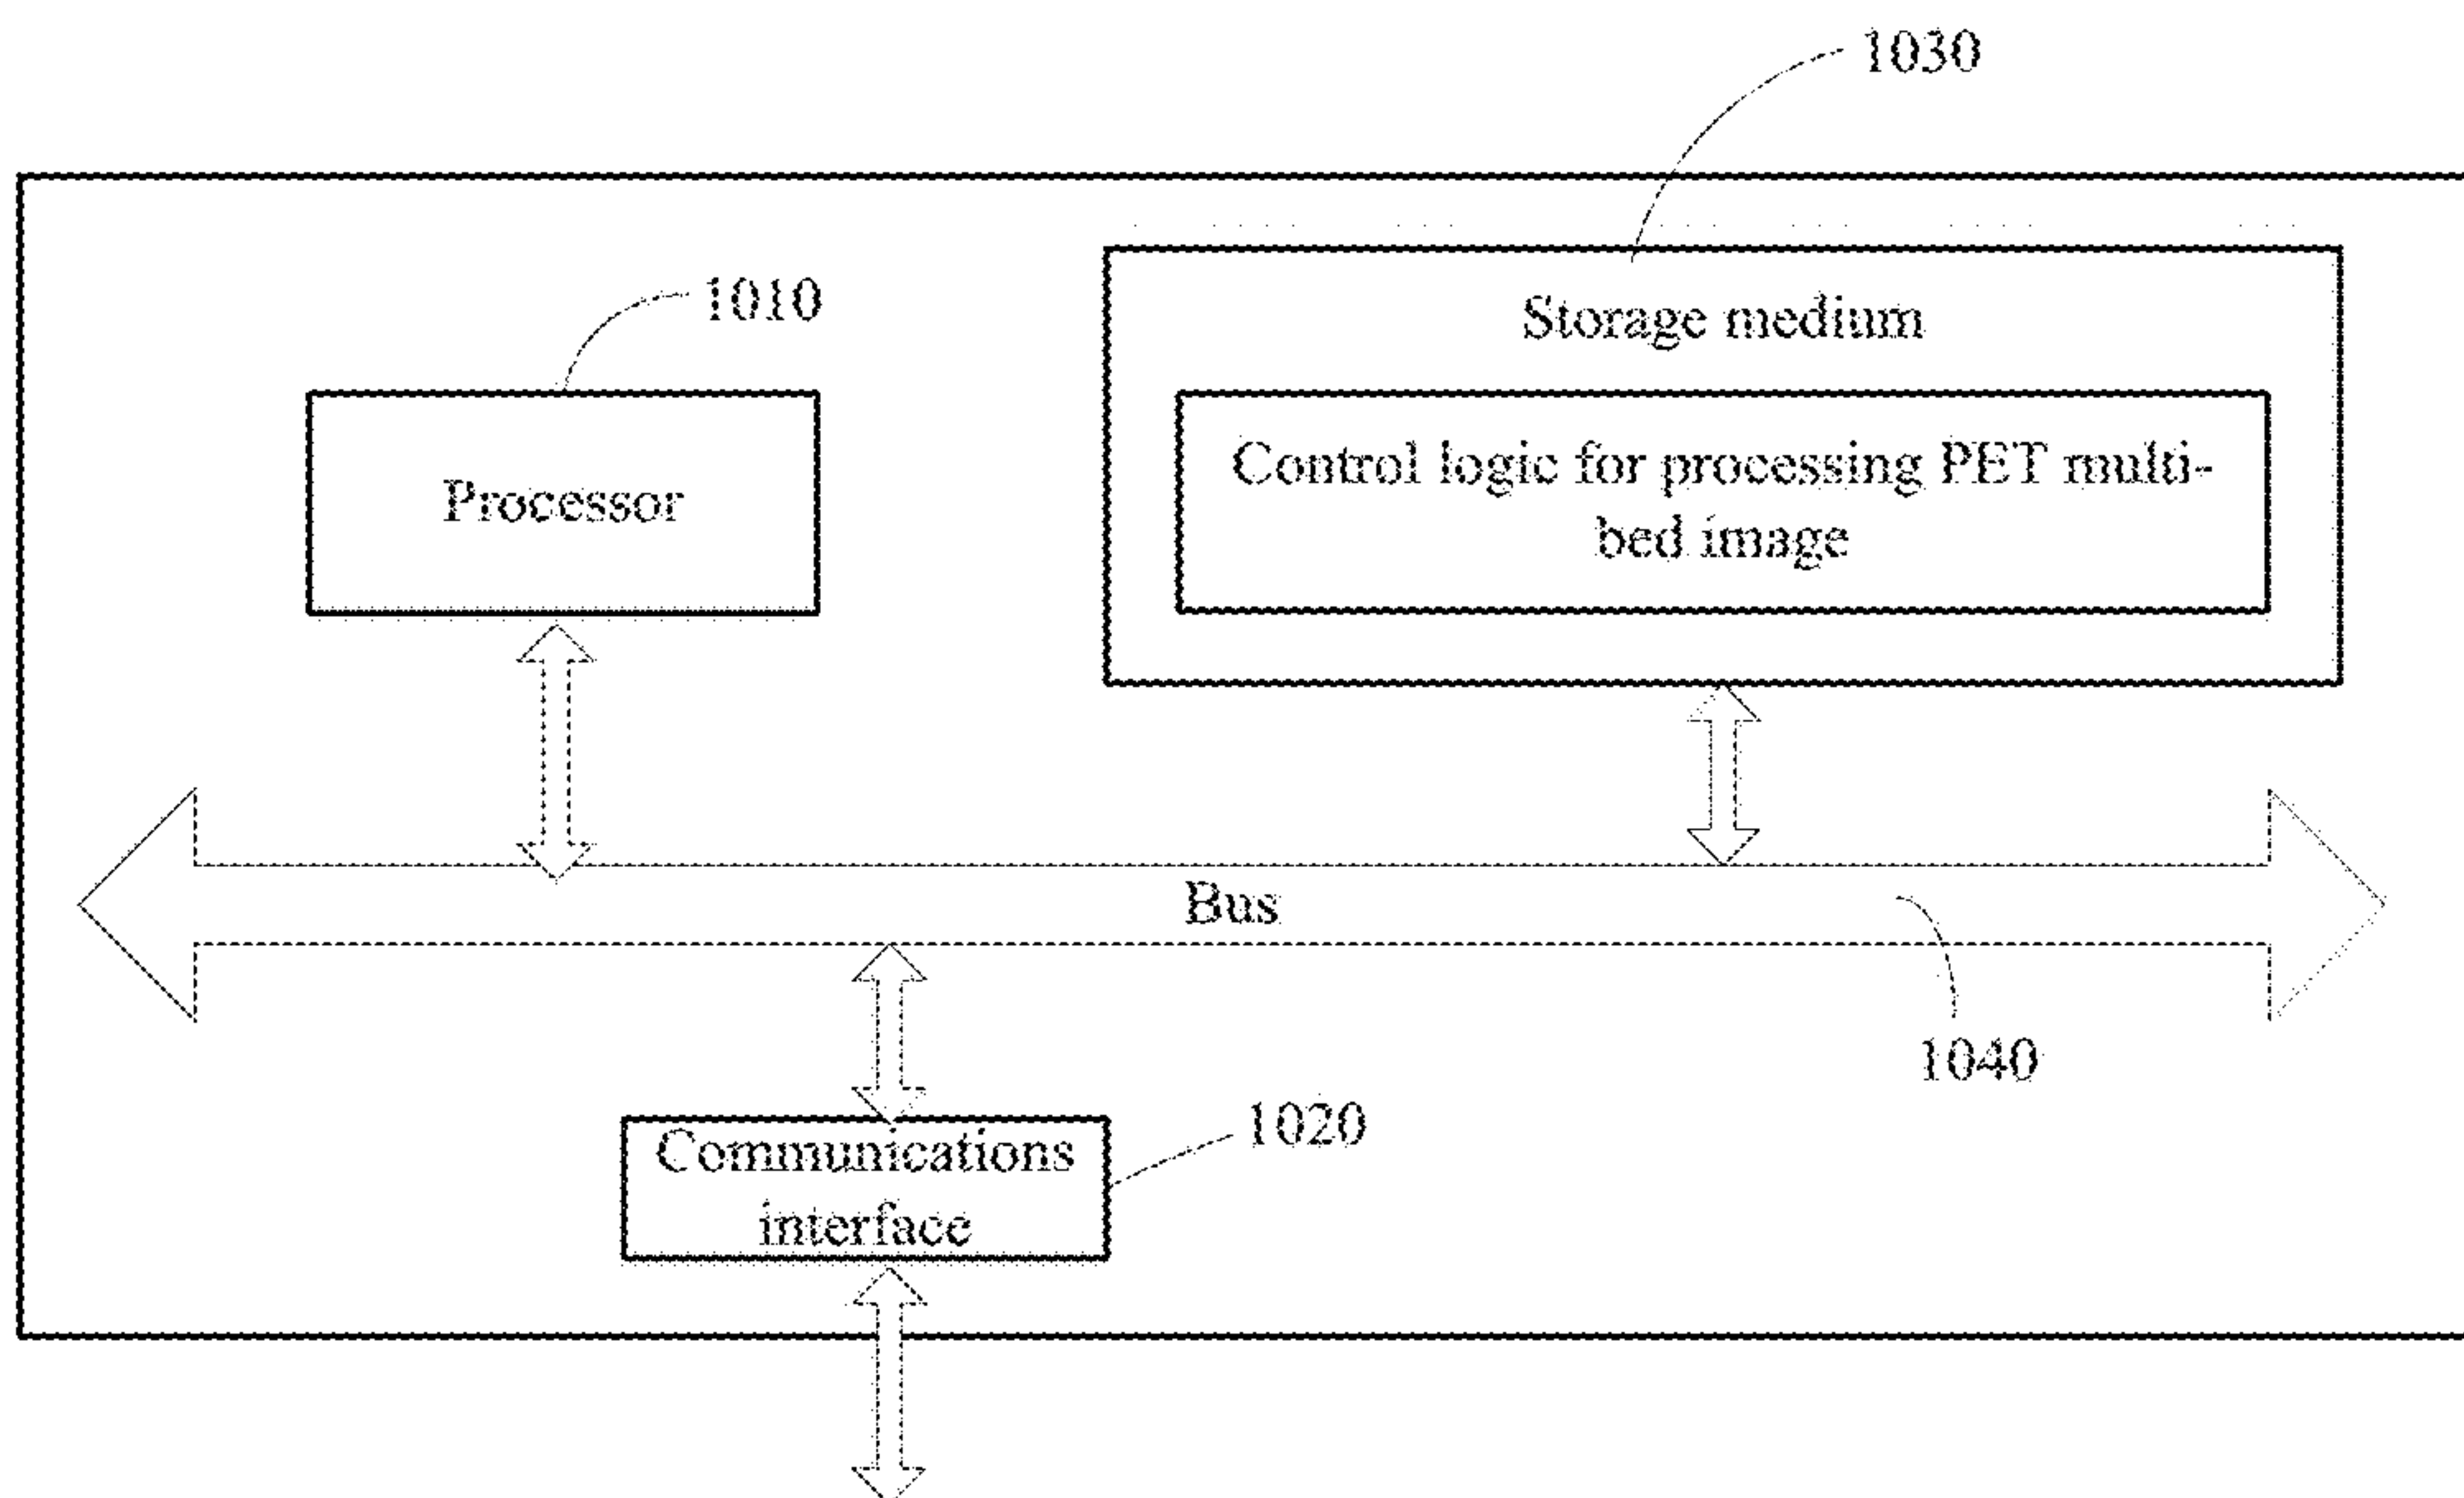 1030
1010
Storage medium
Control logic for processing PET multi-
bed image
Processor
Bus
1040
1020
Communications
interface